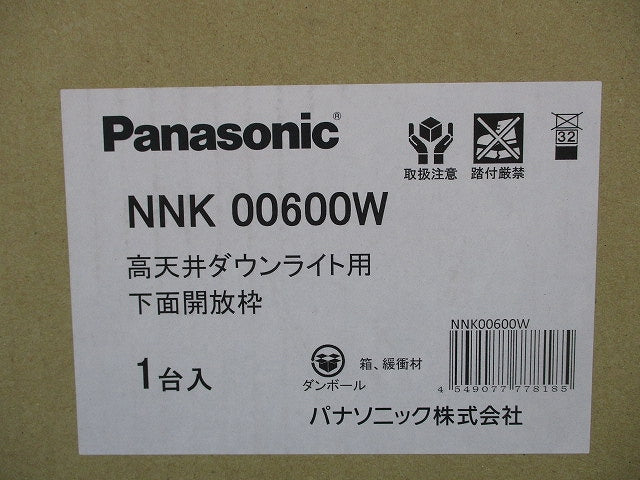 Panasonic®
取扱注意 踏付厳禁
32
NNK 00600W
高天井ダウンライト用
下面開放枠
1台入
ダンボール
箱、緩衝材
NNK00600W
4 549077 778185
パナソニック株式会社